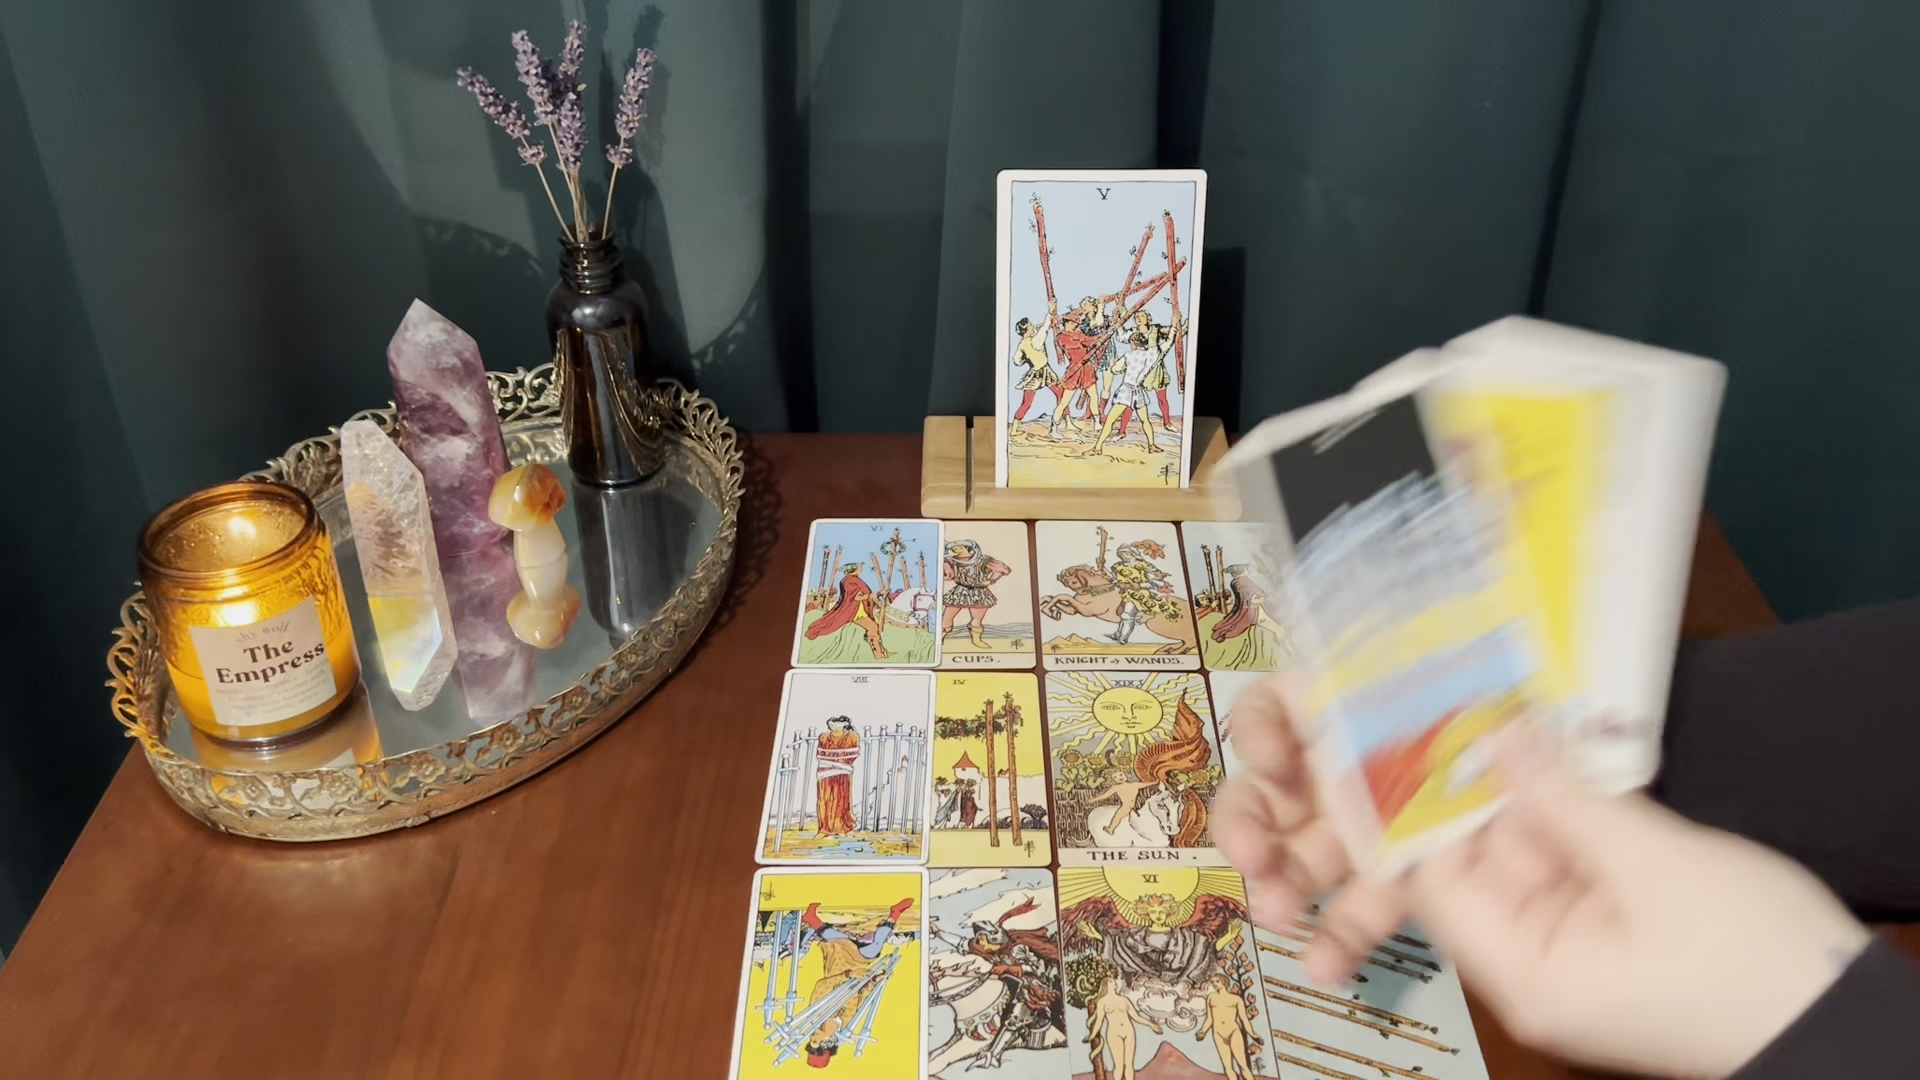 V
VI
CUPS.
KNIGHT of WANDS.
VIII
IV
XIX
THE SUN.
VI
The
Empress